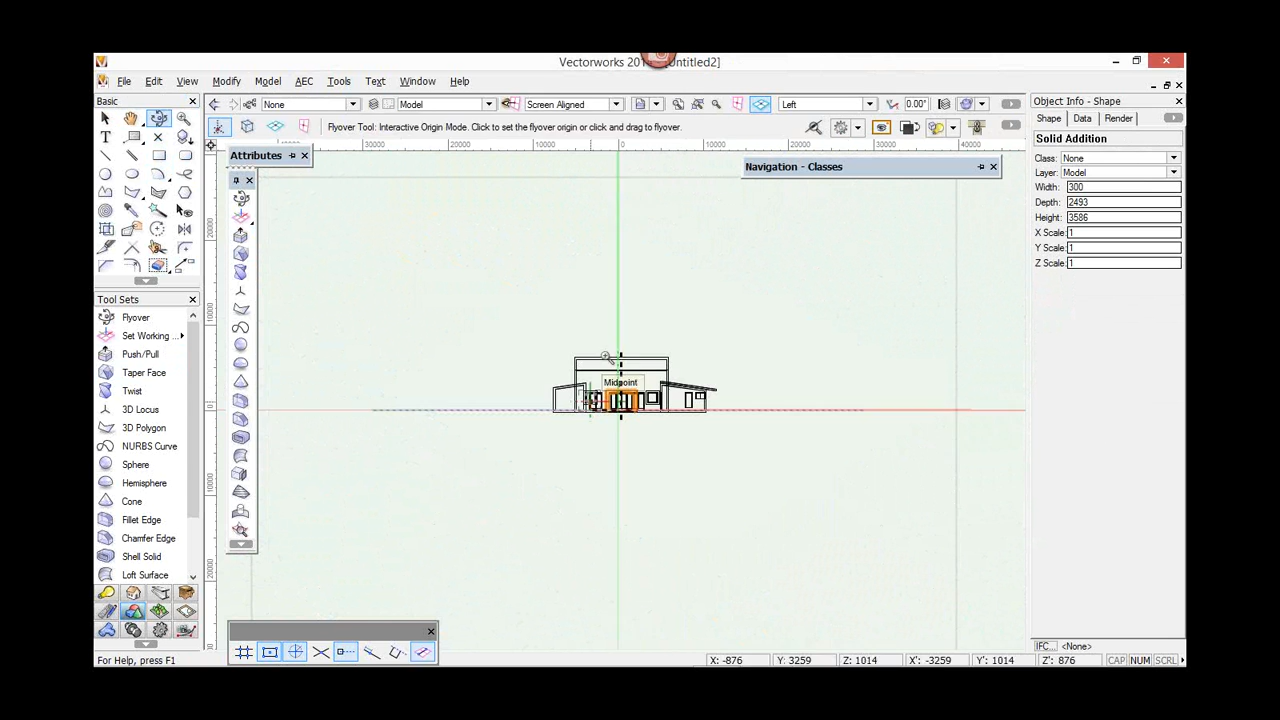 Vectorworks 201
Untitled2]
File Edit View Modify Model AEC Tools Text Window Help
Basic
None
Model
Screen Aligned
Left
0.00°
Object Info - Shape
Flyover Tool: Interactive Origin Mode. Click to set the flyover origin or click and drag to flyover.
Shape Data Render
Solid Addition
Class: None
Layer: Model
Width: 300
Depth: 2493
Height: 3586
X Scale: 1
Y Scale: 1
Z Scale: 1
30000 20000 10000 0 10000 20000 30000 40000
Attributes
Navigation - Classes
20000
10000
0
10000
20000
Midpoint
Tool Sets
Flyover
Set Working ...
Push/Pull
Taper Face
Twist
3D Locus
3D Polygon
NURBS Curve
Sphere
Hemisphere
Cone
Fillet Edge
Chamfer Edge
Shell Solid
Loft Surface
IFC... <None>
For Help, press F1
X: -876 Y: 3259 Z: 1014 X': -3259 Y': 1014 Z': 876 CAP NUM SCRL